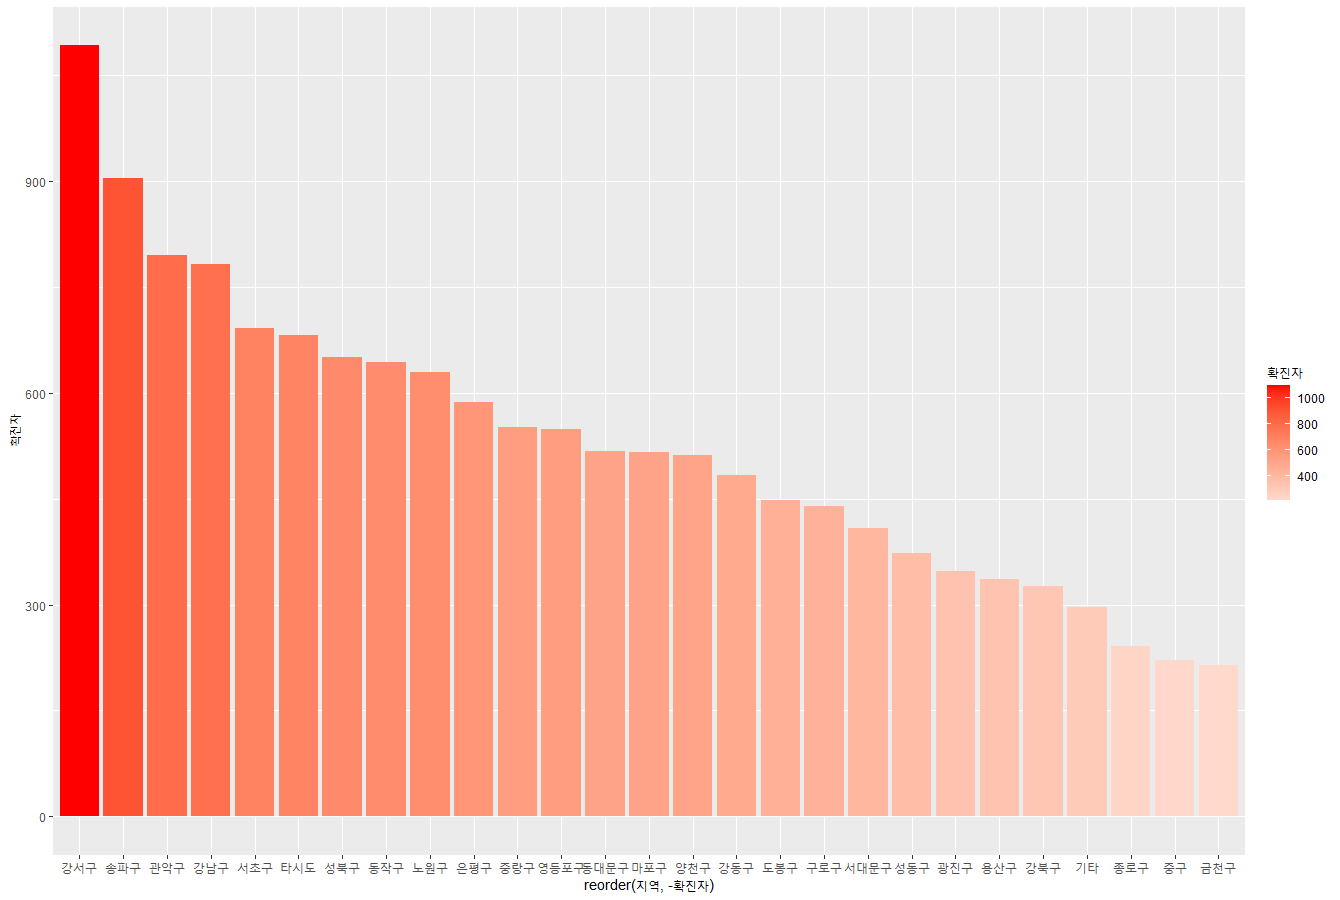 확진자
900
600
300
0
강서구 송파구 관악구 강남구 서초구 타시도 성북구 동작구 노원구 은평구 중랑구 영등포구 동대문구 마포구 양천구 강동구 도봉구 구로구 서대문구 성동구 광진구 용산구 강북구 기타 종로구 중구 금천구
reorder(지역, -확진자)
확진자
1000
800
600
400